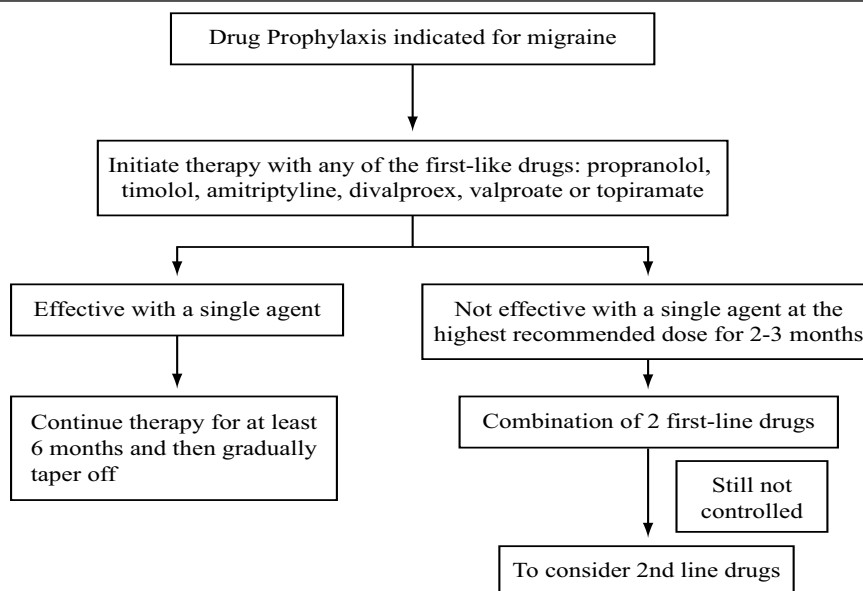 Drug Prophylaxis indicated for migraine
Initiate therapy with any of the first-like drugs: propranolol,
timolol, amitriptyline, divalproex, valproate or topiramate
Effective with a single agent
Not effective with a single agent at the
highest recommended dose for 2-3 months
Continue therapy for at least
6 months and then gradually
taper off
Combination of 2 first-line drugs
Still not
controlled
To consider 2nd line drugs